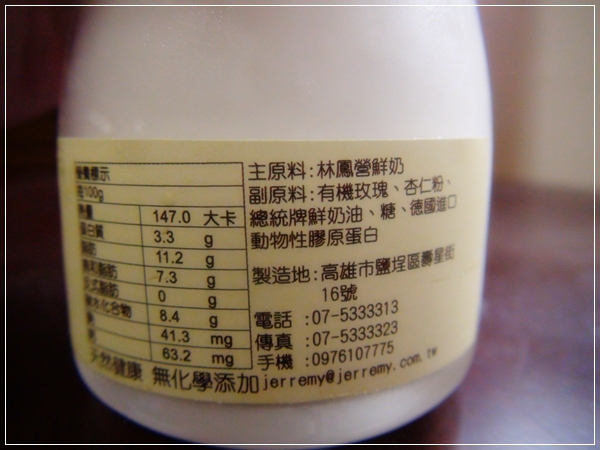 營養標示
每100g
熱量 147.0 大卡
蛋白質 3.3 g
脂肪 11.2 g
飽和脂肪 7.3 g
反式脂肪 0 g
碳水化合物 8.4 g
鈉 41.3 mg
63.2 mg
天然健康 無化學添加
主原料:林鳳營鮮奶
副原料:有機玫瑰、杏仁粉、
總統牌鮮奶油、糖、德國進口
動物性膠原蛋白
製造地:高雄市鹽埕區壽星街
16號
電話:07-5333313
傳真:07-5333323
手機:0976107775
jerremy@jerremy.com.tw